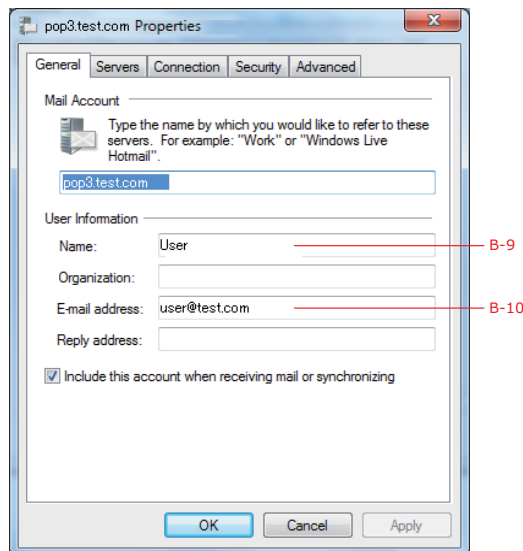 pop3.test.com Properties
General Servers Connection Security Advanced
Mail Account
Type the name by which you would like to refer to these
servers. For example: "Work" or "Windows Live
Hotmail".
pop3.test.com
User Information
Name: User B-9
Organization:
E-mail address: user@test.com B-10
Reply address:
Include this account when receiving mail or synchronizing
OK Cancel Apply